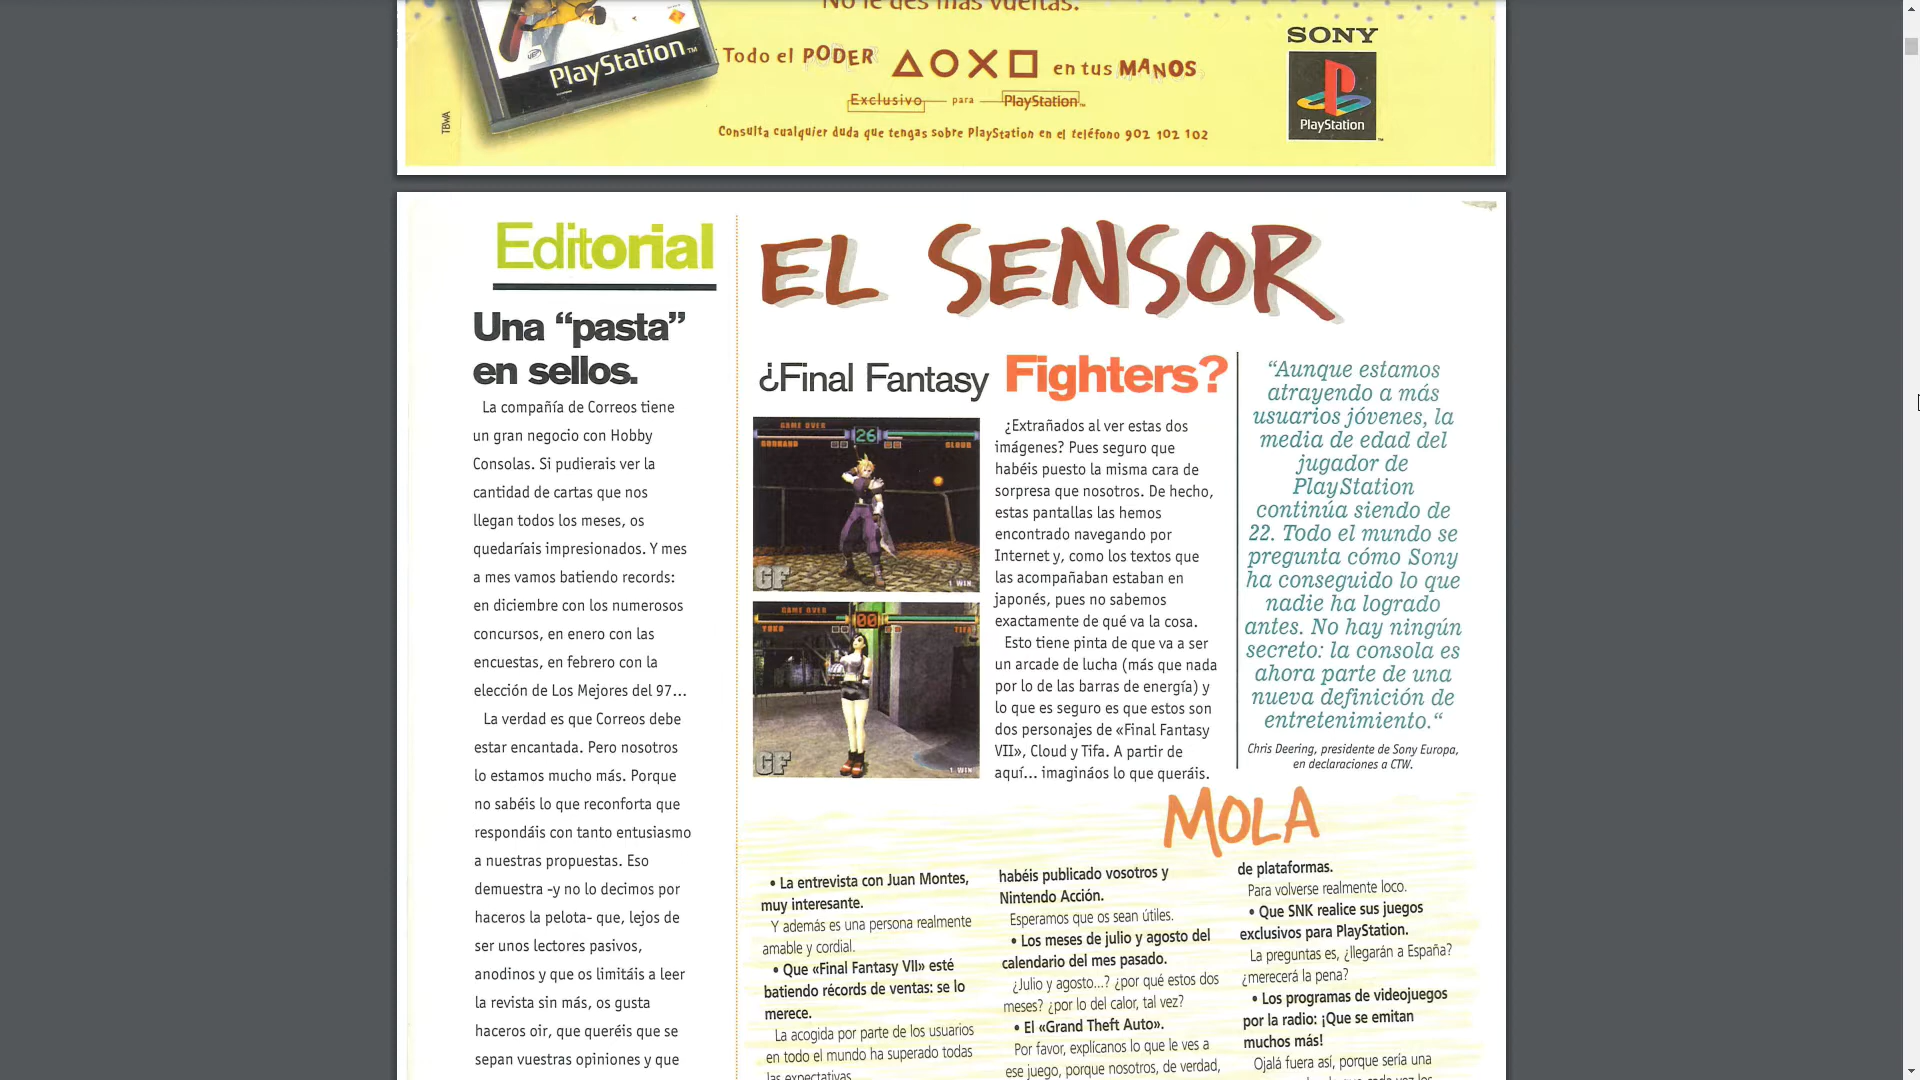 No le des más vueltas.
PlayStation
TBWA
Todo el PODER
en tus MANOS
Exclusivo para PlayStation
Consulta cualquier duda que tengas sobre PlayStation en el teléfono 902 102 102
SONY
PlayStation
Editorial
Una “pasta”
en sellos.
La compañía de Correos tiene
un gran negocio con Hobby
Consolas. Si pudierais ver la
cantidad de cartas que nos
llegan todos los meses, os
quedaríais impresionados. Y mes
a mes vamos batiendo records:
en diciembre con los numerosos
concursos, en enero con las
encuestas, en febrero con la
elección de Los Mejores del 97...
La verdad es que Correos debe
estar encantada. Pero nosotros
lo estamos mucho más. Porque
no sabéis lo que reconforta que
respondáis con tanto entusiasmo
a nuestras propuestas. Eso
demuestra -y no lo decimos por
haceros la pelota- que, lejos de
ser unos lectores pasivos,
anodinos y que os limitáis a leer
la revista sin más, os gusta
haceros oir, que queréis que se
sepan vuestras opiniones y que
EL SENSOR
¿Final Fantasy Fighters?
GAME OVER
26
CLOUD
GF
1 WIN
GAME OVER
00
YOKO
TIFA
GF
1 WIN
¿Extrañados al ver estas dos
imágenes? Pues seguro que
habéis puesto la misma cara de
sorpresa que nosotros. De hecho,
estas pantallas las hemos
encontrado navegando por
Internet y, como los textos que
las acompañaban estaban en
japonés, pues no sabemos
exactamente de qué va la cosa.
Esto tiene pinta de que va a ser
un arcade de lucha (más que nada
por lo de las barras de energía) y
lo que es seguro es que estos son
dos personajes de «Final Fantasy
VII», Cloud y Tifa. A partir de
aquí... imagináos lo que queráis.
“Aunque estamos
atrayendo a más
usuarios jóvenes, la
media de edad del
jugador de
PlayStation
continúa siendo de
22. Todo el mundo se
pregunta cómo Sony
ha conseguido lo que
nadie ha logrado
antes. No hay ningún
secreto: la consola es
ahora parte de una
nueva definición de
entretenimiento.“
Chris Deering, presidente de Sony Europa,
en declaraciones a CTW.
MOLA
• La entrevista con Juan Montes,
muy interesante.
Y además es una persona realmente
amable y cordial.
• Que «Final Fantasy VII» esté
batiendo récords de ventas: se lo
merece.
La acogida por parte de los usuarios
en todo el mundo ha superado todas
las expectativas.
habéis publicado vosotros y
Nintendo Acción.
Esperamos que os sean útiles.
• Los meses de julio y agosto del
calendario del mes pasado.
¿Julio y agosto...? ¿por qué estos dos
meses? ¿por lo del calor, tal vez?
• El «Grand Theft Auto».
Por favor, explícanos lo que le ves a
ese juego, porque nosotros, de verdad,
de plataformas.
Para volverse realmente loco.
• Que SNK realice sus juegos
exclusivos para PlayStation.
La preguntas es, ¿llegarán a España?
¿merecerá la pena?
• Los programas de videojuegos
por la radio: ¡Que se emitan
muchos más!
Ojalá fuera así, porque sería una